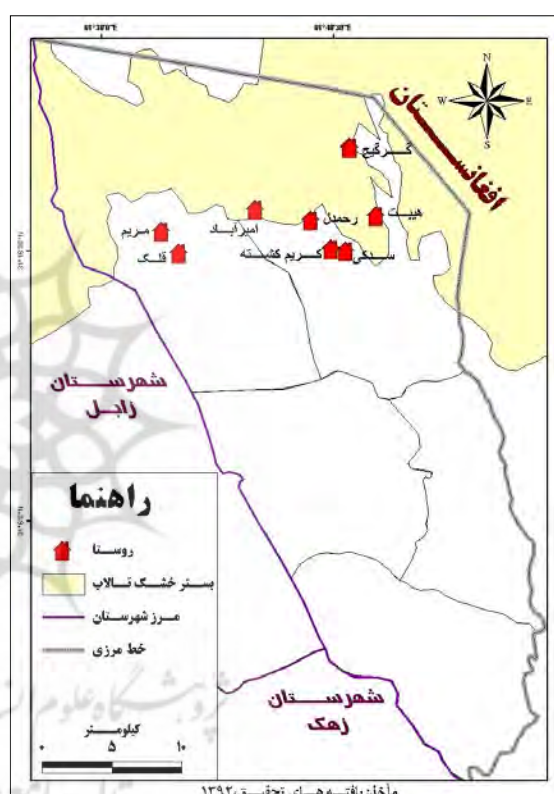 N
W
E
S
افغانستان
گرگیج
هیبت
رحمدل
امیرآباد
مریم
قلک
کریم کشته
سدکی
شهرستان
زابل
راهنما
روستا
بستر خشک تالاب
مرز شهرستان
خط مرزی
کیلومتر
۰ ۵ ۱۰
شهرستان
زهک
مأخذ: یافته های تحقیق، ۱۳۹۲